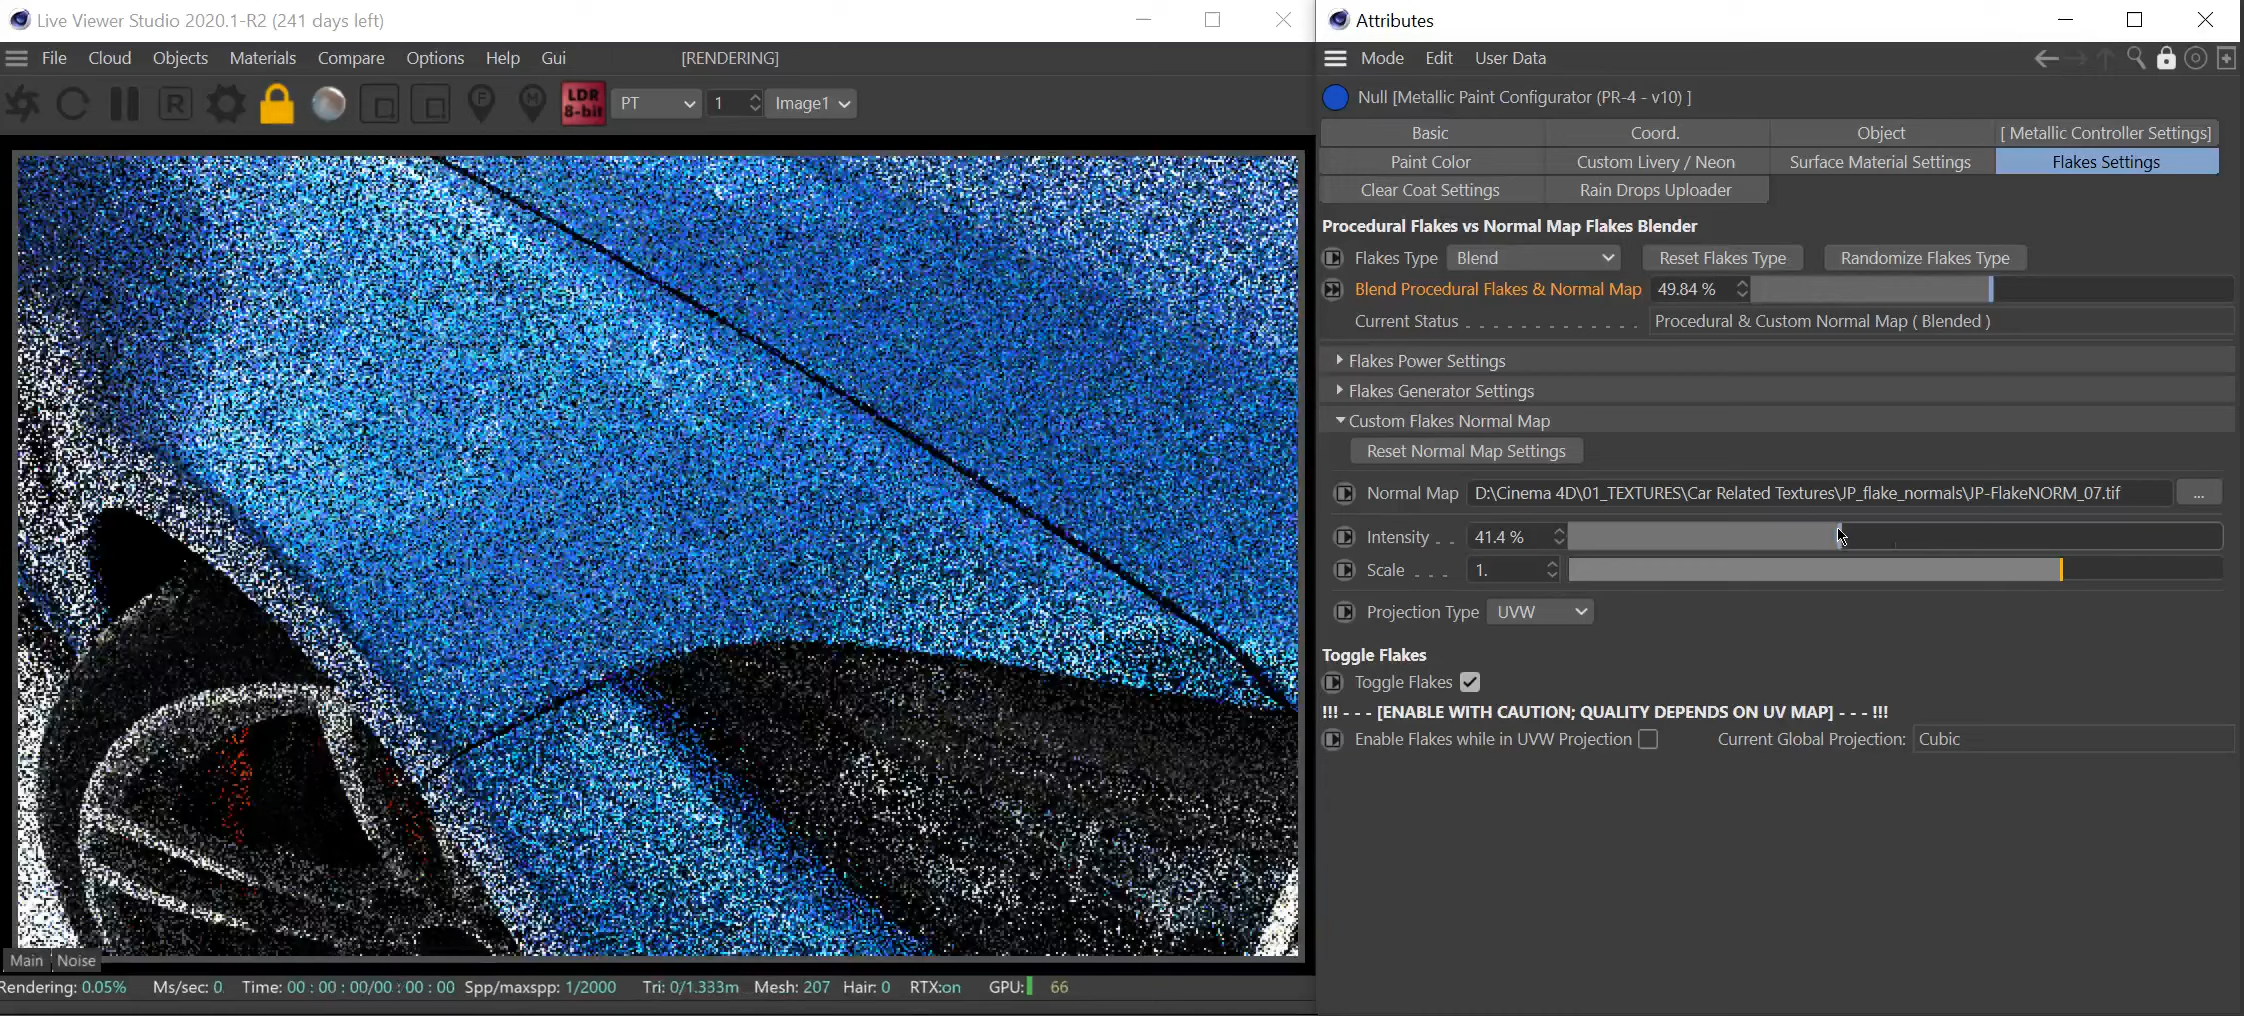 Live Viewer Studio 2020.1-R2 (241 days left)
File Cloud Objects Materials Compare Options Help Gui [RENDERING]
R F M LDR 8-bit PT 1 Image1
Main Noise
Rendering: 0.05% Ms/sec: 0 Time: 00 : 00 : 00/00 : 00 : 00 Spp/maxspp: 1/2000 Tri: 0/1.333m Mesh: 207 Hair: 0 RTX:on GPU: 66
Attributes
Mode Edit User Data
Null [Metallic Paint Configurator (PR-4 - v10) ]
Basic Coord. Object [ Metallic Controller Settings]
Paint Color Custom Livery / Neon Surface Material Settings Flakes Settings
Clear Coat Settings Rain Drops Uploader
Procedural Flakes vs Normal Map Flakes Blender
Flakes Type Blend Reset Flakes Type Randomize Flakes Type
Blend Procedural Flakes & Normal Map 49.84 %
Current Status . . . . . . . . . . . . . Procedural & Custom Normal Map ( Blended )
Flakes Power Settings
Flakes Generator Settings
Custom Flakes Normal Map
Reset Normal Map Settings
Normal Map D:\Cinema 4D\01_TEXTURES\Car Related Textures\JP_flake_normals\JP-FlakeNORM_07.tif ...
Intensity . . 41.4 %
Scale . . . 1.
Projection Type UVW
Toggle Flakes
Toggle Flakes
!!! - - - [ENABLE WITH CAUTION; QUALITY DEPENDS ON UV MAP] - - - !!!
Enable Flakes while in UVW Projection Current Global Projection: Cubic